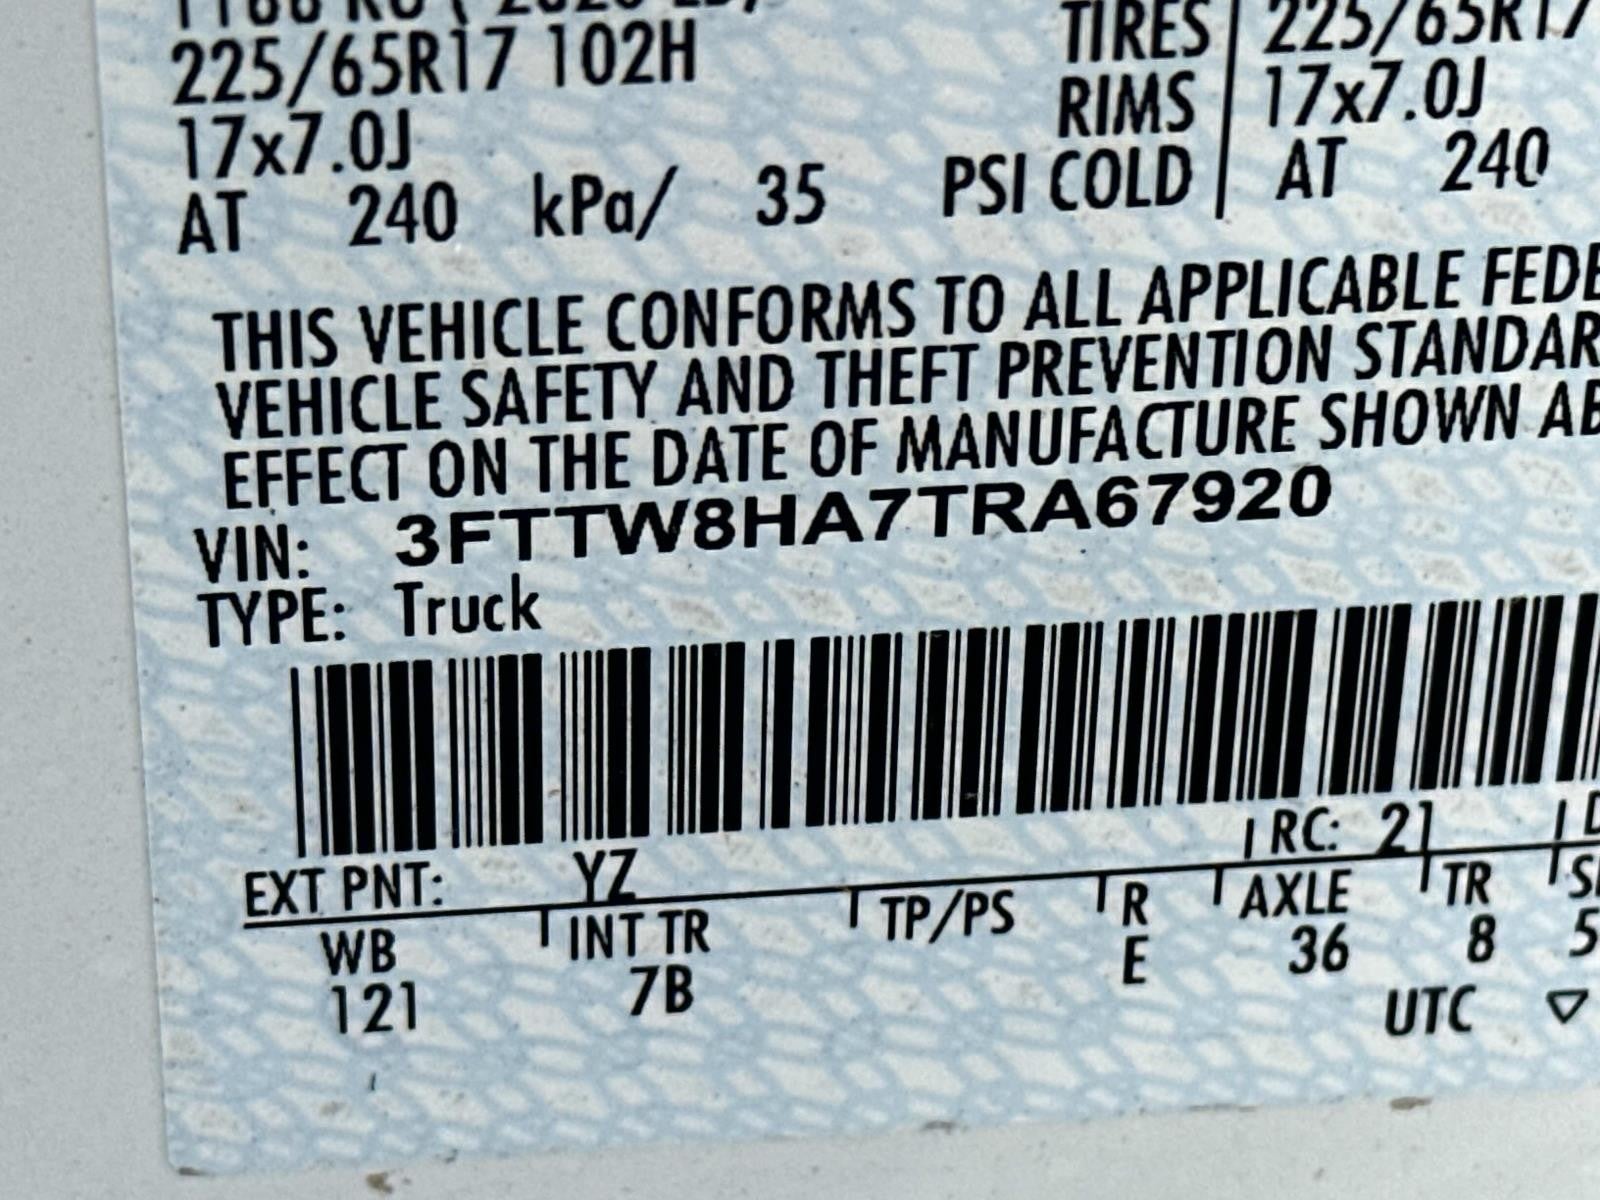 225/65R17 102H TIRES 225/65R17
17x7.0J RIMS 17x7.0J
AT 240 kPa/ 35 PSI COLD AT 240
THIS VEHICLE CONFORMS TO ALL APPLICABLE FEDE
VEHICLE SAFETY AND THEFT PREVENTION STANDAR
EFFECT ON THE DATE OF MANUFACTURE SHOWN AB
VIN: 3FTTW8HA7TRA67920
TYPE: Truck
RC: 21
EXT PNT: YZ
WB INT TR TP/PS R AXLE TR
121 7B E 36 8 5
UTC ▽